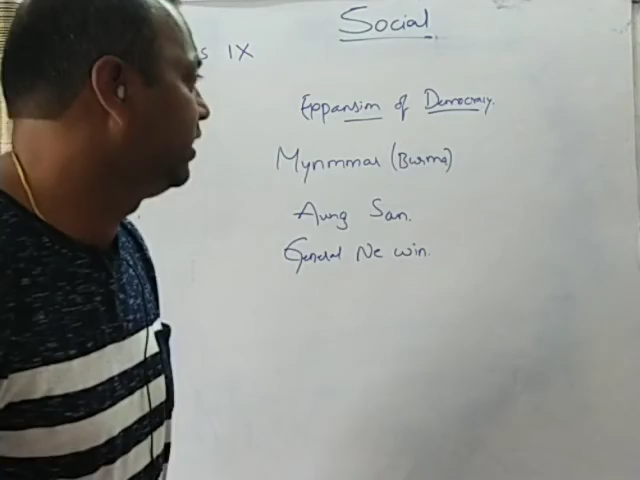 Social
s IX
Expansion of Democracy.
Mynmmar (Burma)
Aung San.
General Ne win.